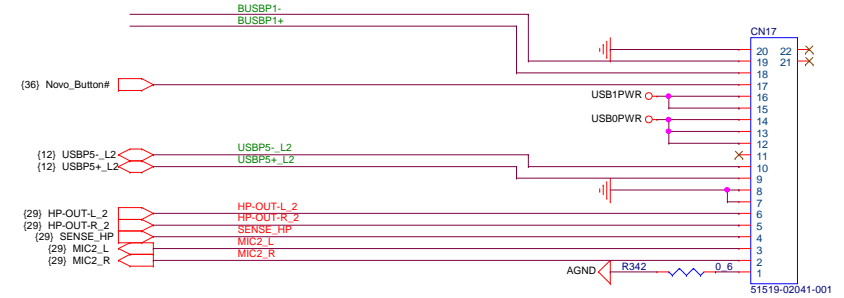 BUSBP1-
BUSBP1+
CN17
20 22
19 21
18
{36} Novo_Button# 17
USB1PWR 16
15
USB0PWR 14
13
12
11
{12} USBP5-_L2 USBP5-_L2 10
{12} USBP5+_L2 USBP5+_L2 9
8
7
{29} HP-OUT-L_2 HP-OUT-L_2 6
{29} HP-OUT-R_2 HP-OUT-R_2 5
{29} SENSE_HP SENSE_HP 4
{29} MIC2_L MIC2_L 3
{29} MIC2_R MIC2_R 2
AGND R342 0_6 1
51519-02041-001